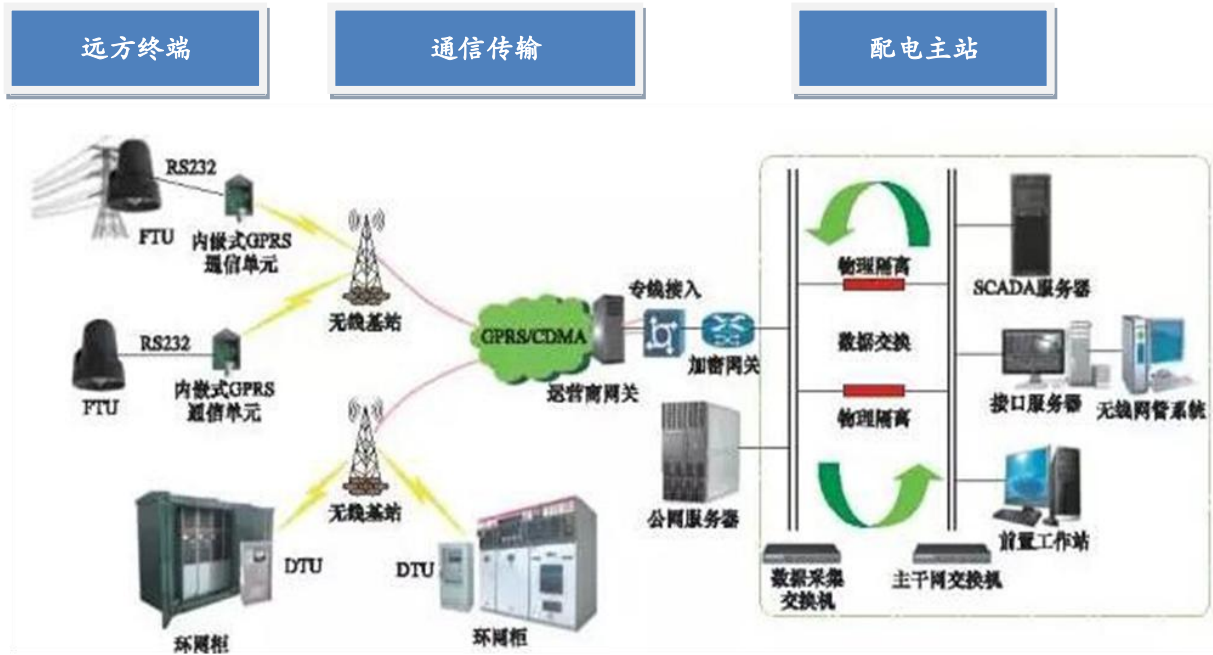 远方终端
通信传输
配电主站
RS232
FTU
内嵌式GPRS
通信单元
无线基站
RS232
FTU
内嵌式GPRS
通信单元
GPRS/CDMA
运营商网关
专线接入
加密网关
无线基站
DTU
环网柜
DTU
环网柜
公网服务器
物理隔离
数据交换
物理隔离
SCADA服务器
接口服务器
无线网管系统
前置工作站
数据采集
交换机
主干网交换机